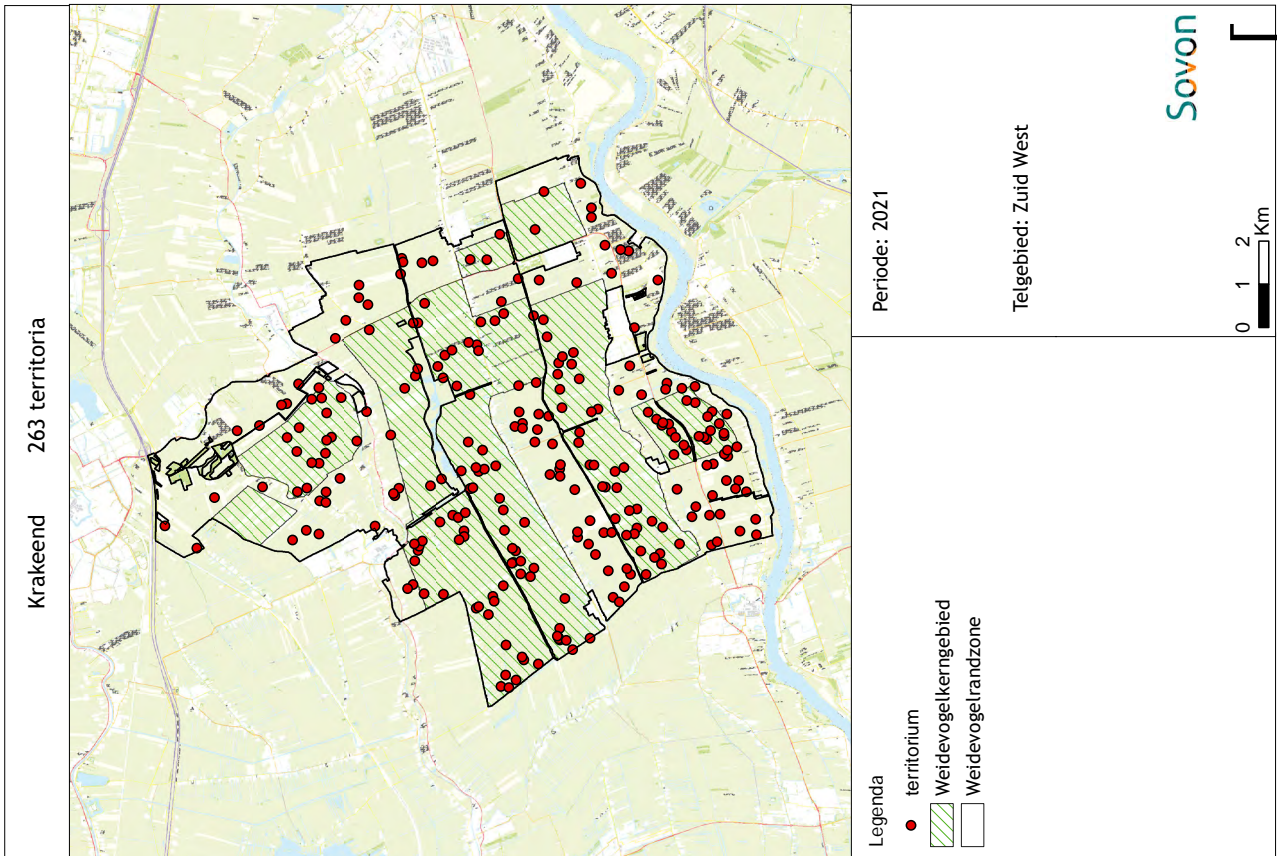 Krakeend 263 territoria
Legenda
territorium
Weidevogelkerngebied
Weidevogelrandzone
Periode: 2021
Telgebied: Zuid West
0 1 2 Km
Sovon